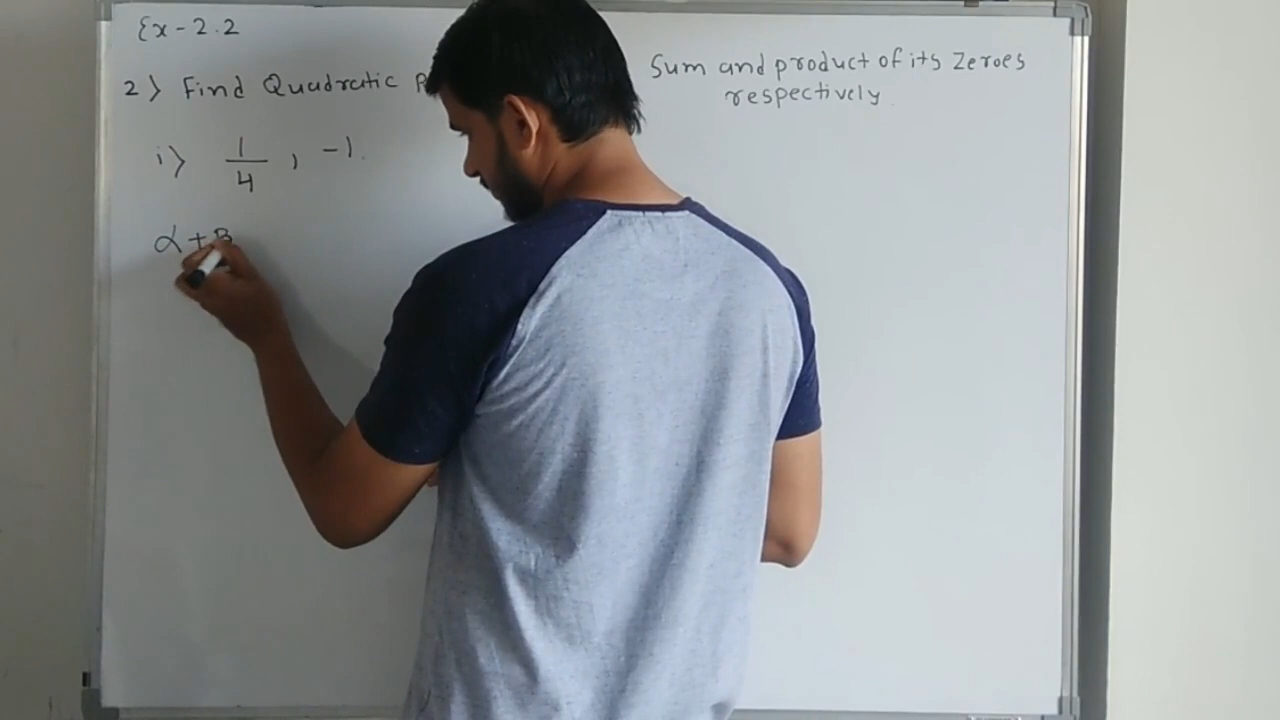 Ex-2.2
2) Find Quadratic Sum and product of its Zeroes
respectively
i) 1/4 , -1.
α+β